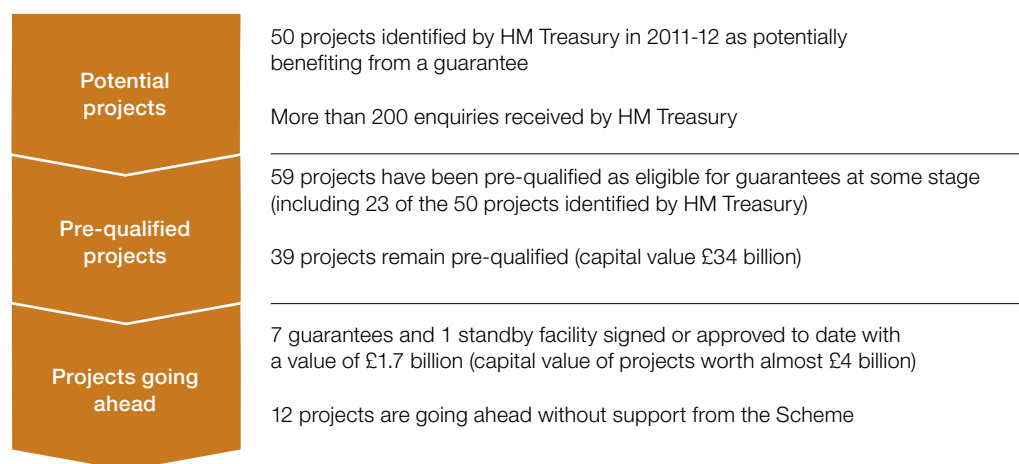 Potential
projects
50 projects identified by HM Treasury in 2011-12 as potentially
benefiting from a guarantee
More than 200 enquiries received by HM Treasury
Pre-qualified
projects
59 projects have been pre-qualified as eligible for guarantees at some stage
(including 23 of the 50 projects identified by HM Treasury)
39 projects remain pre-qualified (capital value £34 billion)
Projects going
ahead
7 guarantees and 1 standby facility signed or approved to date with
a value of £1.7 billion (capital value of projects worth almost £4 billion)
12 projects are going ahead without support from the Scheme